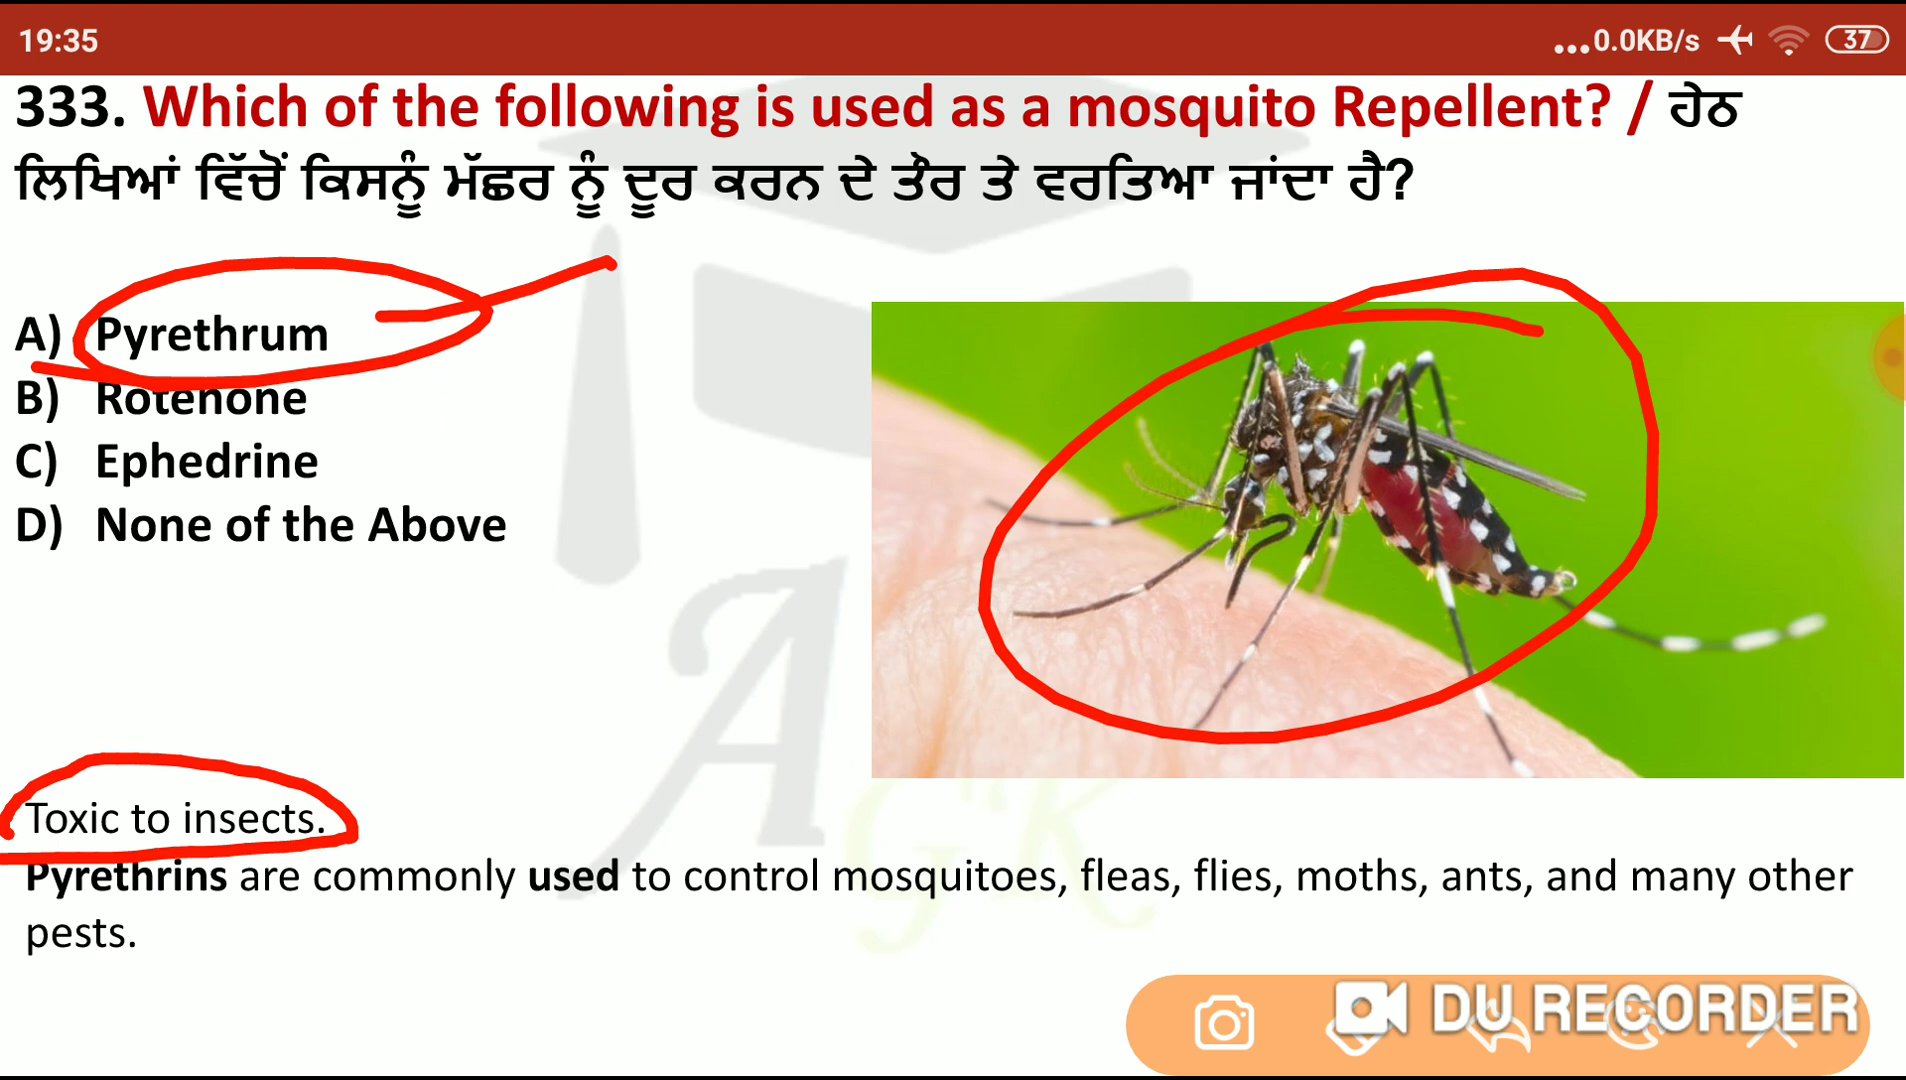 19:35
...0.0KB/s 37
333. Which of the following is used as a mosquito Repellent? / ਹੇਠ
ਲਿਖਿਆਂ ਵਿੱਚੋਂ ਕਿਸਨੂੰ ਮੱਛਰ ਨੂੰ ਦੂਰ ਕਰਨ ਦੇ ਤੌਰ ਤੇ ਵਰਤਿਆ ਜਾਂਦਾ ਹੈ?
A) Pyrethrum
B) Rotenone
C) Ephedrine
D) None of the Above
A
GK
Toxic to insects.
Pyrethrins are commonly used to control mosquitoes, fleas, flies, moths, ants, and many other
pests.
DU RECORDER